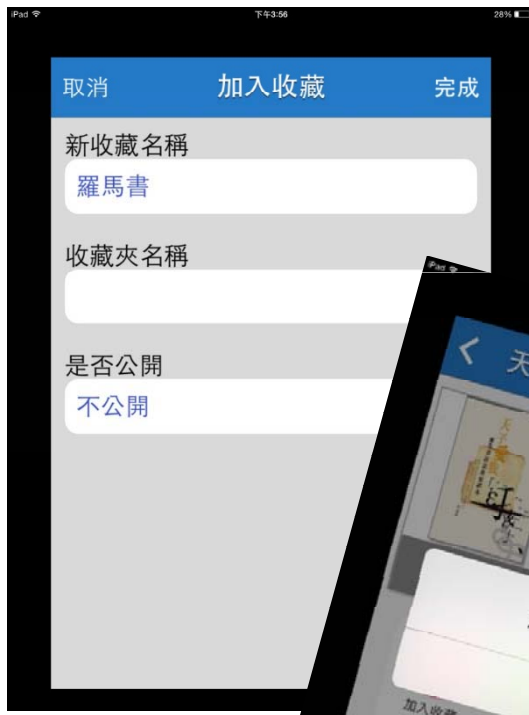 iPad
下午3:56
28%
取消
加入收藏
完成
新收藏名稱
羅馬書
收藏夾名稱
是否公開
不公開
iPad
天
加入收藏